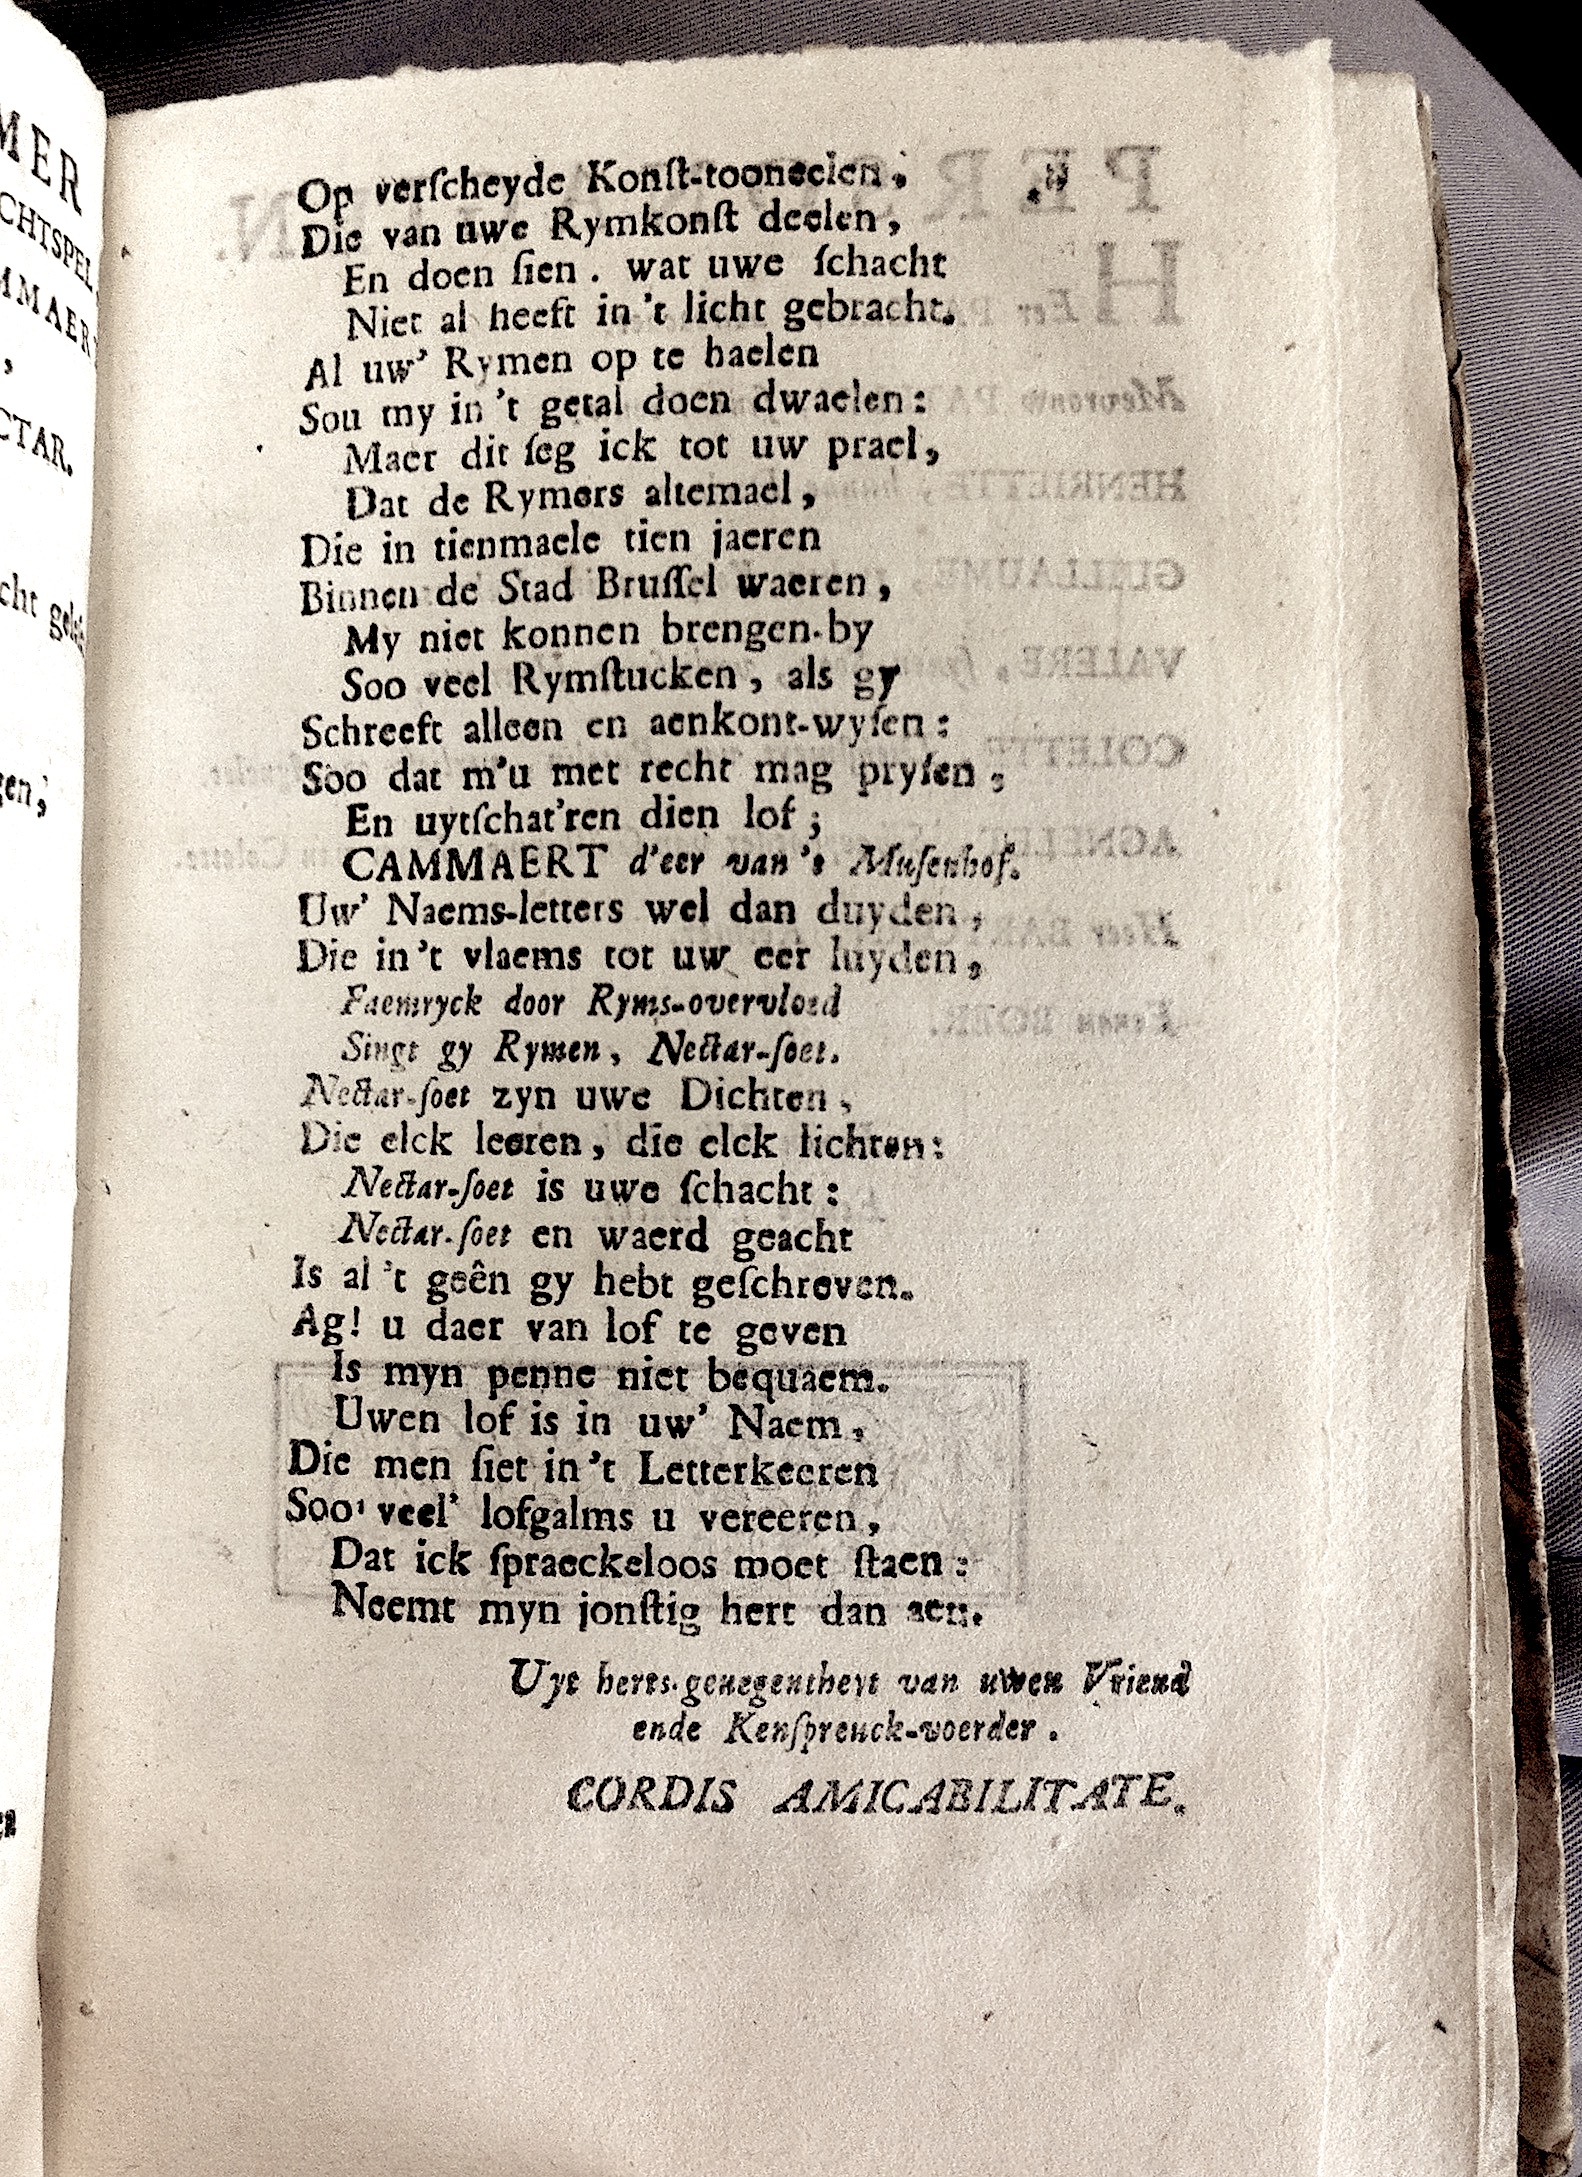 Op verſcheyde Konſt-tooneelen,
Die van uwe Rymkonſt deelen,
En doen ſien. wat uwe ſchacht
Niet al heeft in 't licht gebracht.
Al uw' Rymen op te haelen
Sou my in 't getal doen dwaelen:
Maer dit ſeg ick tot uw prael,
Dat de Rymers altemael,
Die in tienmaele tien jaeren
Binnen de Stad Bruſſel waeren,
My niet konnen brengen by
Soo veel Rymſtucken, als gy
Schreeft alleen en aenkont-wyſen:
Soo dat m'u met recht mag pryſen,
En uytſchat'ren dien lof;
CAMMAERT d'eer van 's Muſenhof.
Uw' Naems-letters wel dan duyden,
Die in 't vlaems tot uw eer luyden,
Faemryck door Ryms-overvloed
Singt gy Rymen, Nectar-ſoet.
Nectar-ſoet zyn uwe Dichten,
Die elck leeren, die elck lichten:
Nectar-ſoet is uwe ſchacht:
Nectar-ſoet en waerd geacht
Is al 't geên gy hebt geſchreven.
Ag! u daer van lof te geven
Is myn penne niet bequaem.
Uwen lof is in uw' Naem,
Die men ſiet in 't Letterkeeren
Soo veel' lofgalms u vereeren,
Dat ick ſpraeckeloos moet ſtaen:
Neemt myn jonſtig hert dan aen.
Uyt herts-genegentheyt van uwen Vriend
ende Kenſpreuck-woerder.
CORDIS AMICABILITATE.